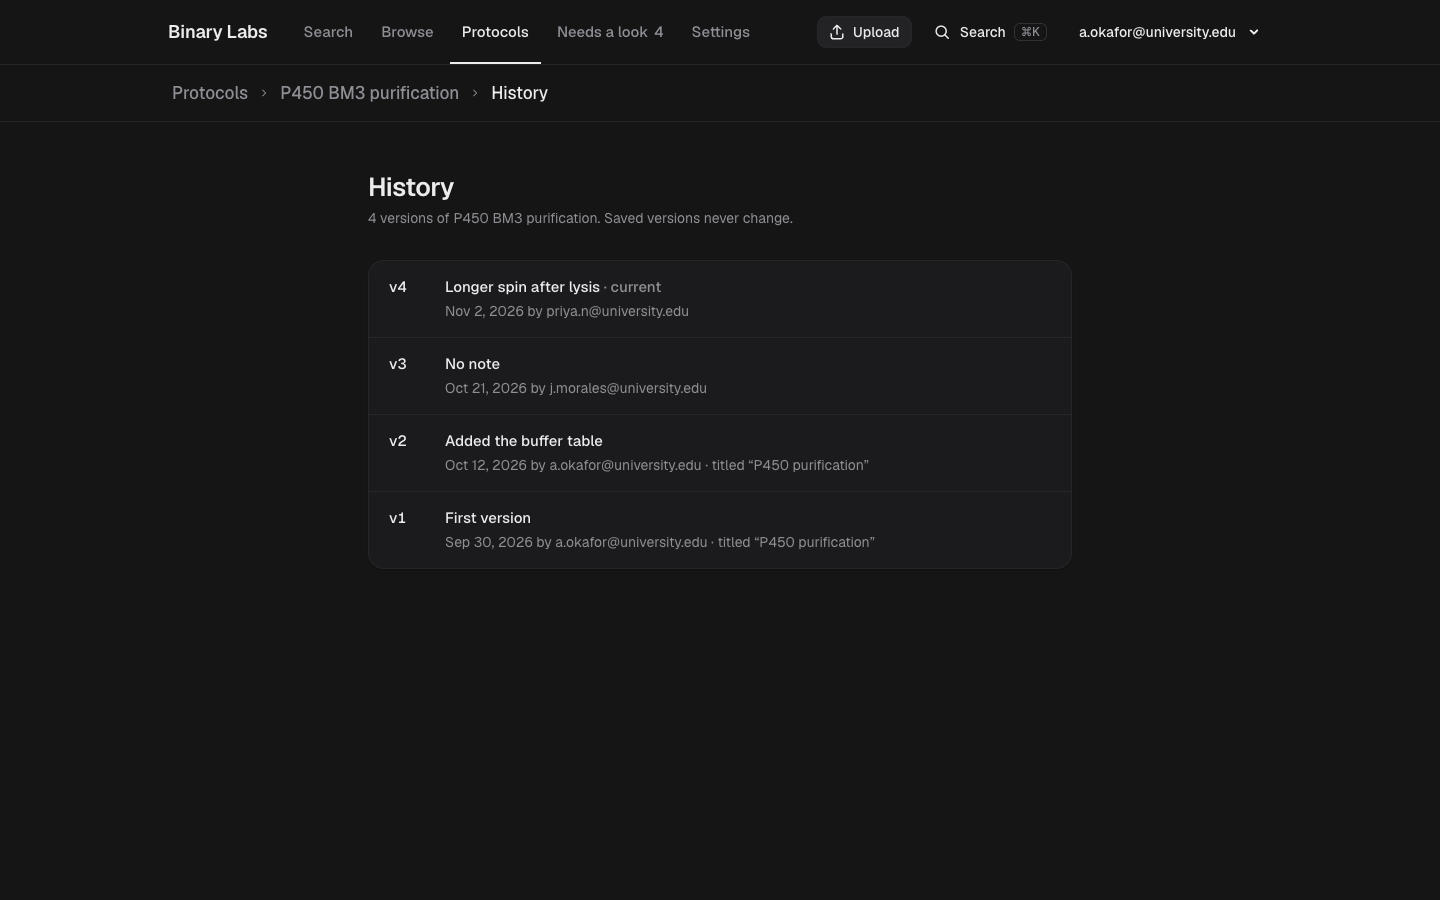 Binary Labs Search Browse Protocols Needs a look 4 Settings Upload Search ⌘K a.okafor@university.edu
Protocols › P450 BM3 purification › History
History
4 versions of P450 BM3 purification. Saved versions never change.
v4 Longer spin after lysis · current
Nov 2, 2026 by priya.n@university.edu
v3 No note
Oct 21, 2026 by j.morales@university.edu
v2 Added the buffer table
Oct 12, 2026 by a.okafor@university.edu · titled “P450 purification”
v1 First version
Sep 30, 2026 by a.okafor@university.edu · titled “P450 purification”